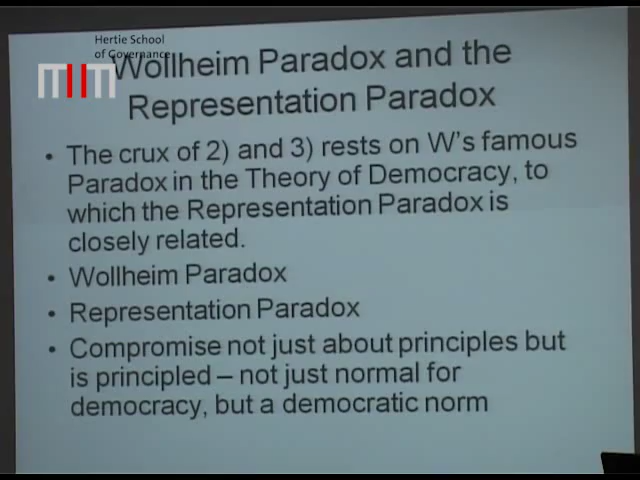 Hertie School
of Governance
Wollheim Paradox and the
Representation Paradox
• The crux of 2) and 3) rests on W's famous
Paradox in the Theory of Democracy, to
which the Representation Paradox is
closely related.
• Wollheim Paradox
• Representation Paradox
• Compromise not just about principles but
is principled – not just normal for
democracy, but a democratic norm